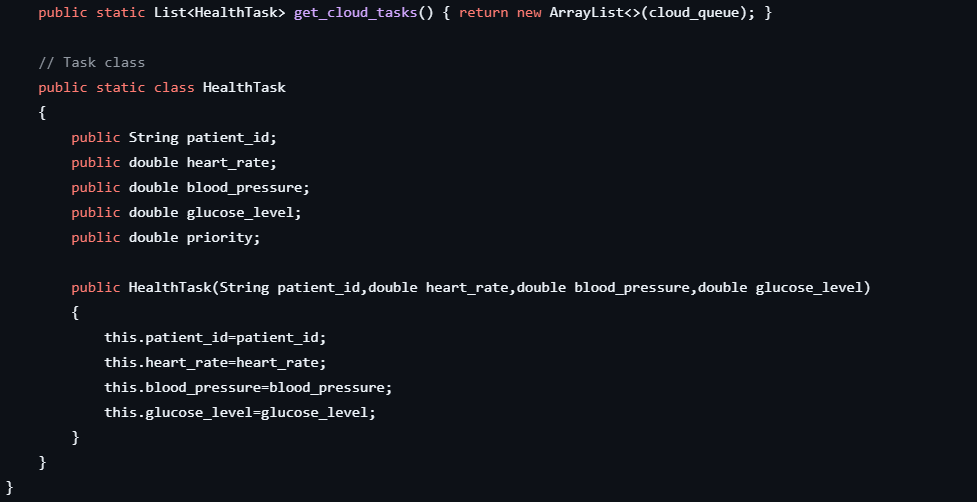 public static List<HealthTask> get_cloud_tasks() { return new ArrayList<>(cloud_queue); }
// Task class
public static class HealthTask
{
public String patient_id;
public double heart_rate;
public double blood_pressure;
public double glucose_level;
public double priority;
public HealthTask(String patient_id,double heart_rate,double blood_pressure,double glucose_level)
{
this.patient_id=patient_id;
this.heart_rate=heart_rate;
this.blood_pressure=blood_pressure;
this.glucose_level=glucose_level;
}
}
}